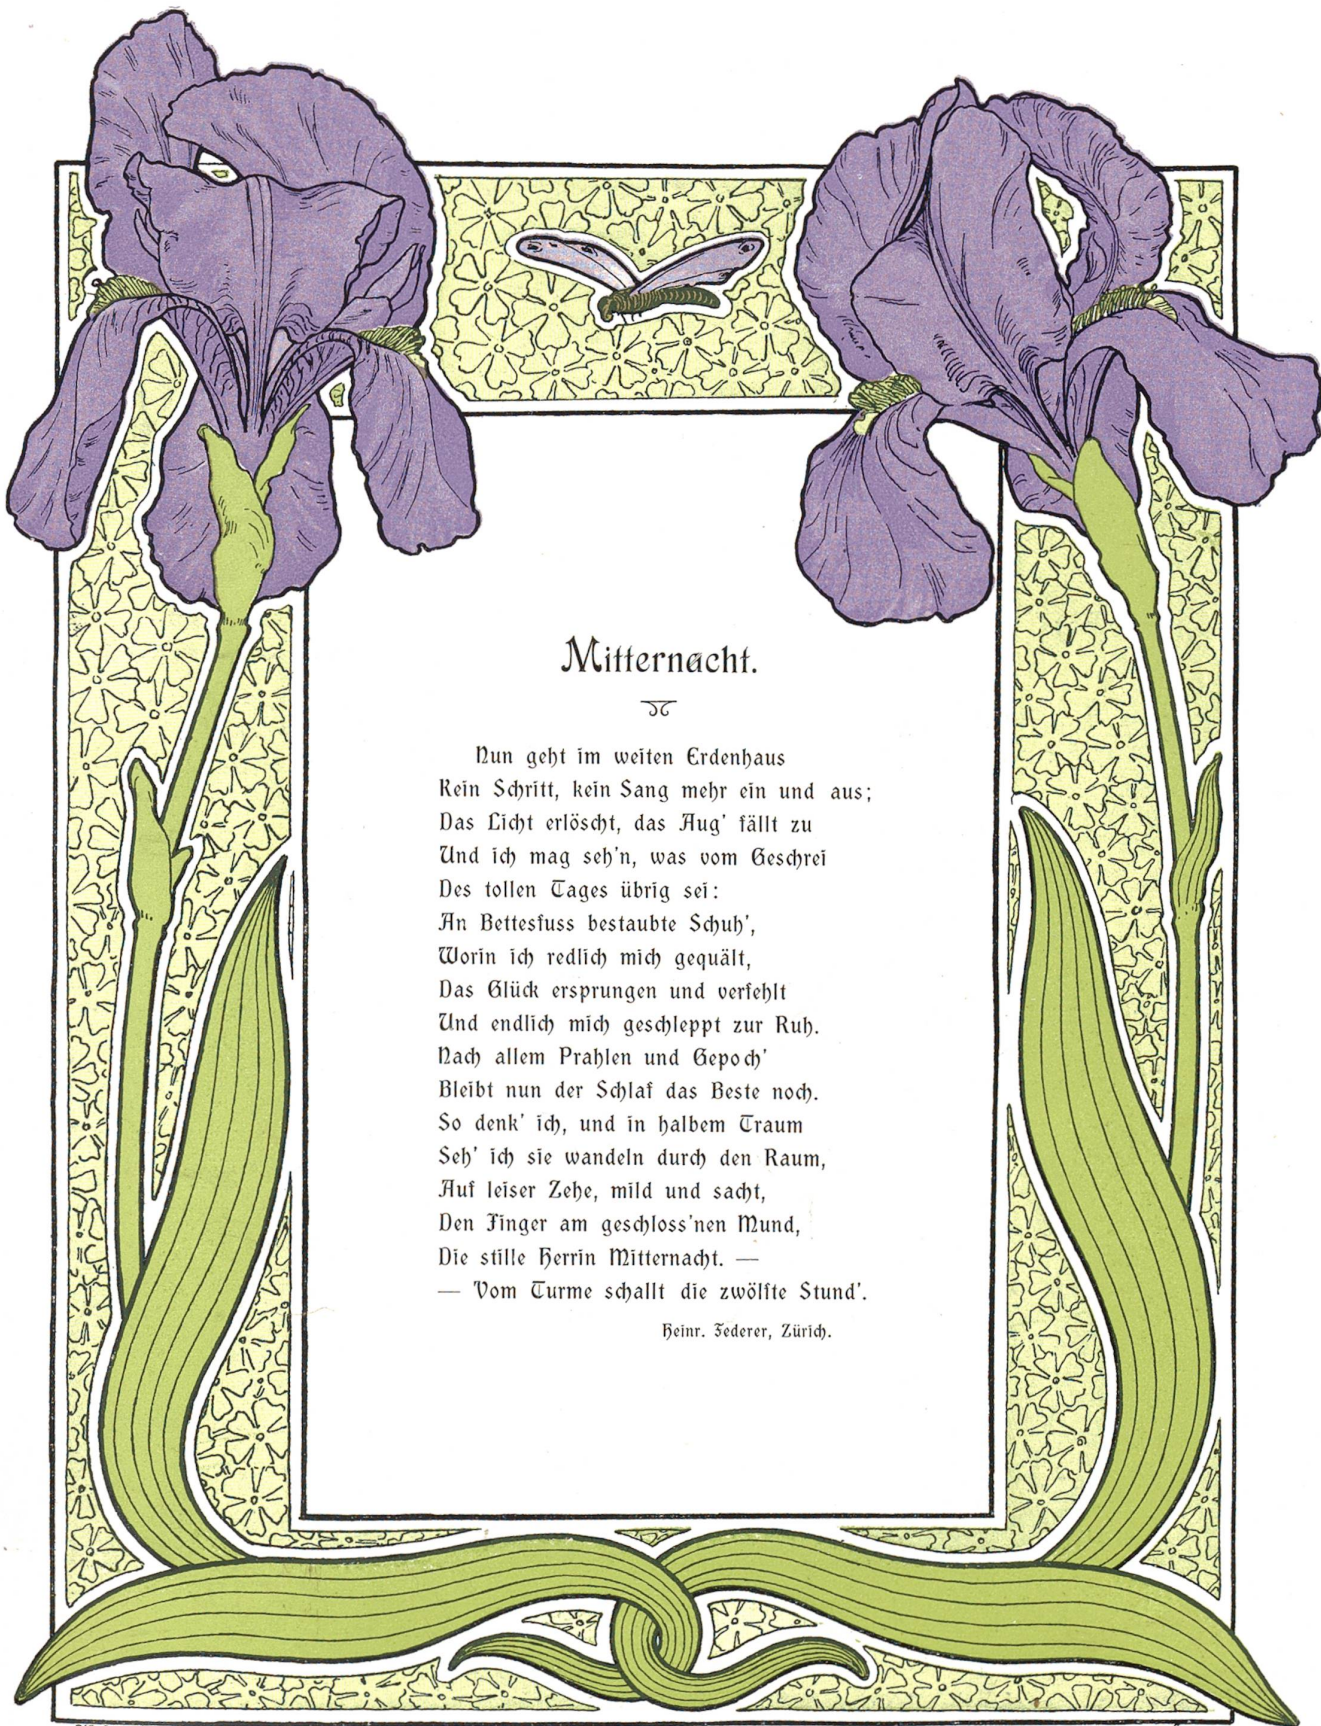 Mitternacht.
Nun geht im weiten Erdenhaus
Kein Schritt, kein Sang mehr ein und aus;
Das Licht erlöscht, das Aug' fällt zu
Und ich mag seh'n, was vom Geschrei
Des tollen Tages übrig sei:
An Bettesfuss bestaubte Schuh',
Worin ich redlich mich gequält,
Das Glück ersprungen und verfehlt
Und endlich mich geschleppt zur Ruh.
Nach allem Prahlen und Gepoch'
Bleibt nun der Schlaf das Beste noch.
So denk' ich, und in halbem Traum
Seh' ich sie wandeln durch den Raum,
Auf leiser Zehe, mild und sacht,
Den Finger am geschloss'nen Mund,
Die stille Herrin Mitternacht. —
— Vom Turme schallt die zwölfte Stund'.
Heinr. Federer, Zürich.